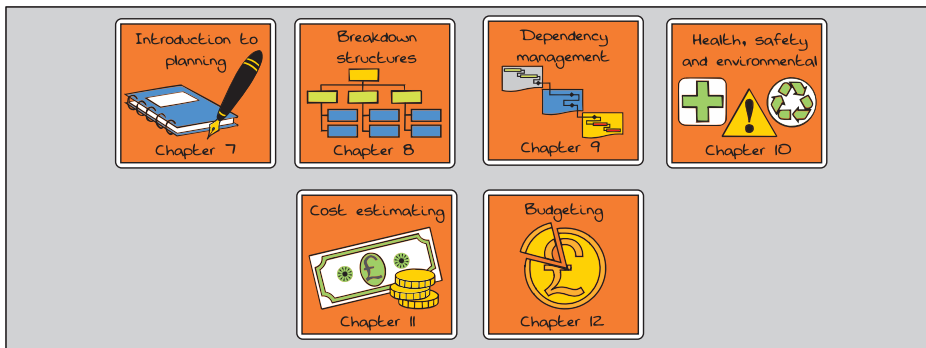 Introduction to
planning
Chapter 7
Breakdown
structures
Chapter 8
Dependency
management
Chapter 9
Health, safety
and environmental
Chapter 10
Cost estimating
£
Chapter 11
Budgeting
£
Chapter 12